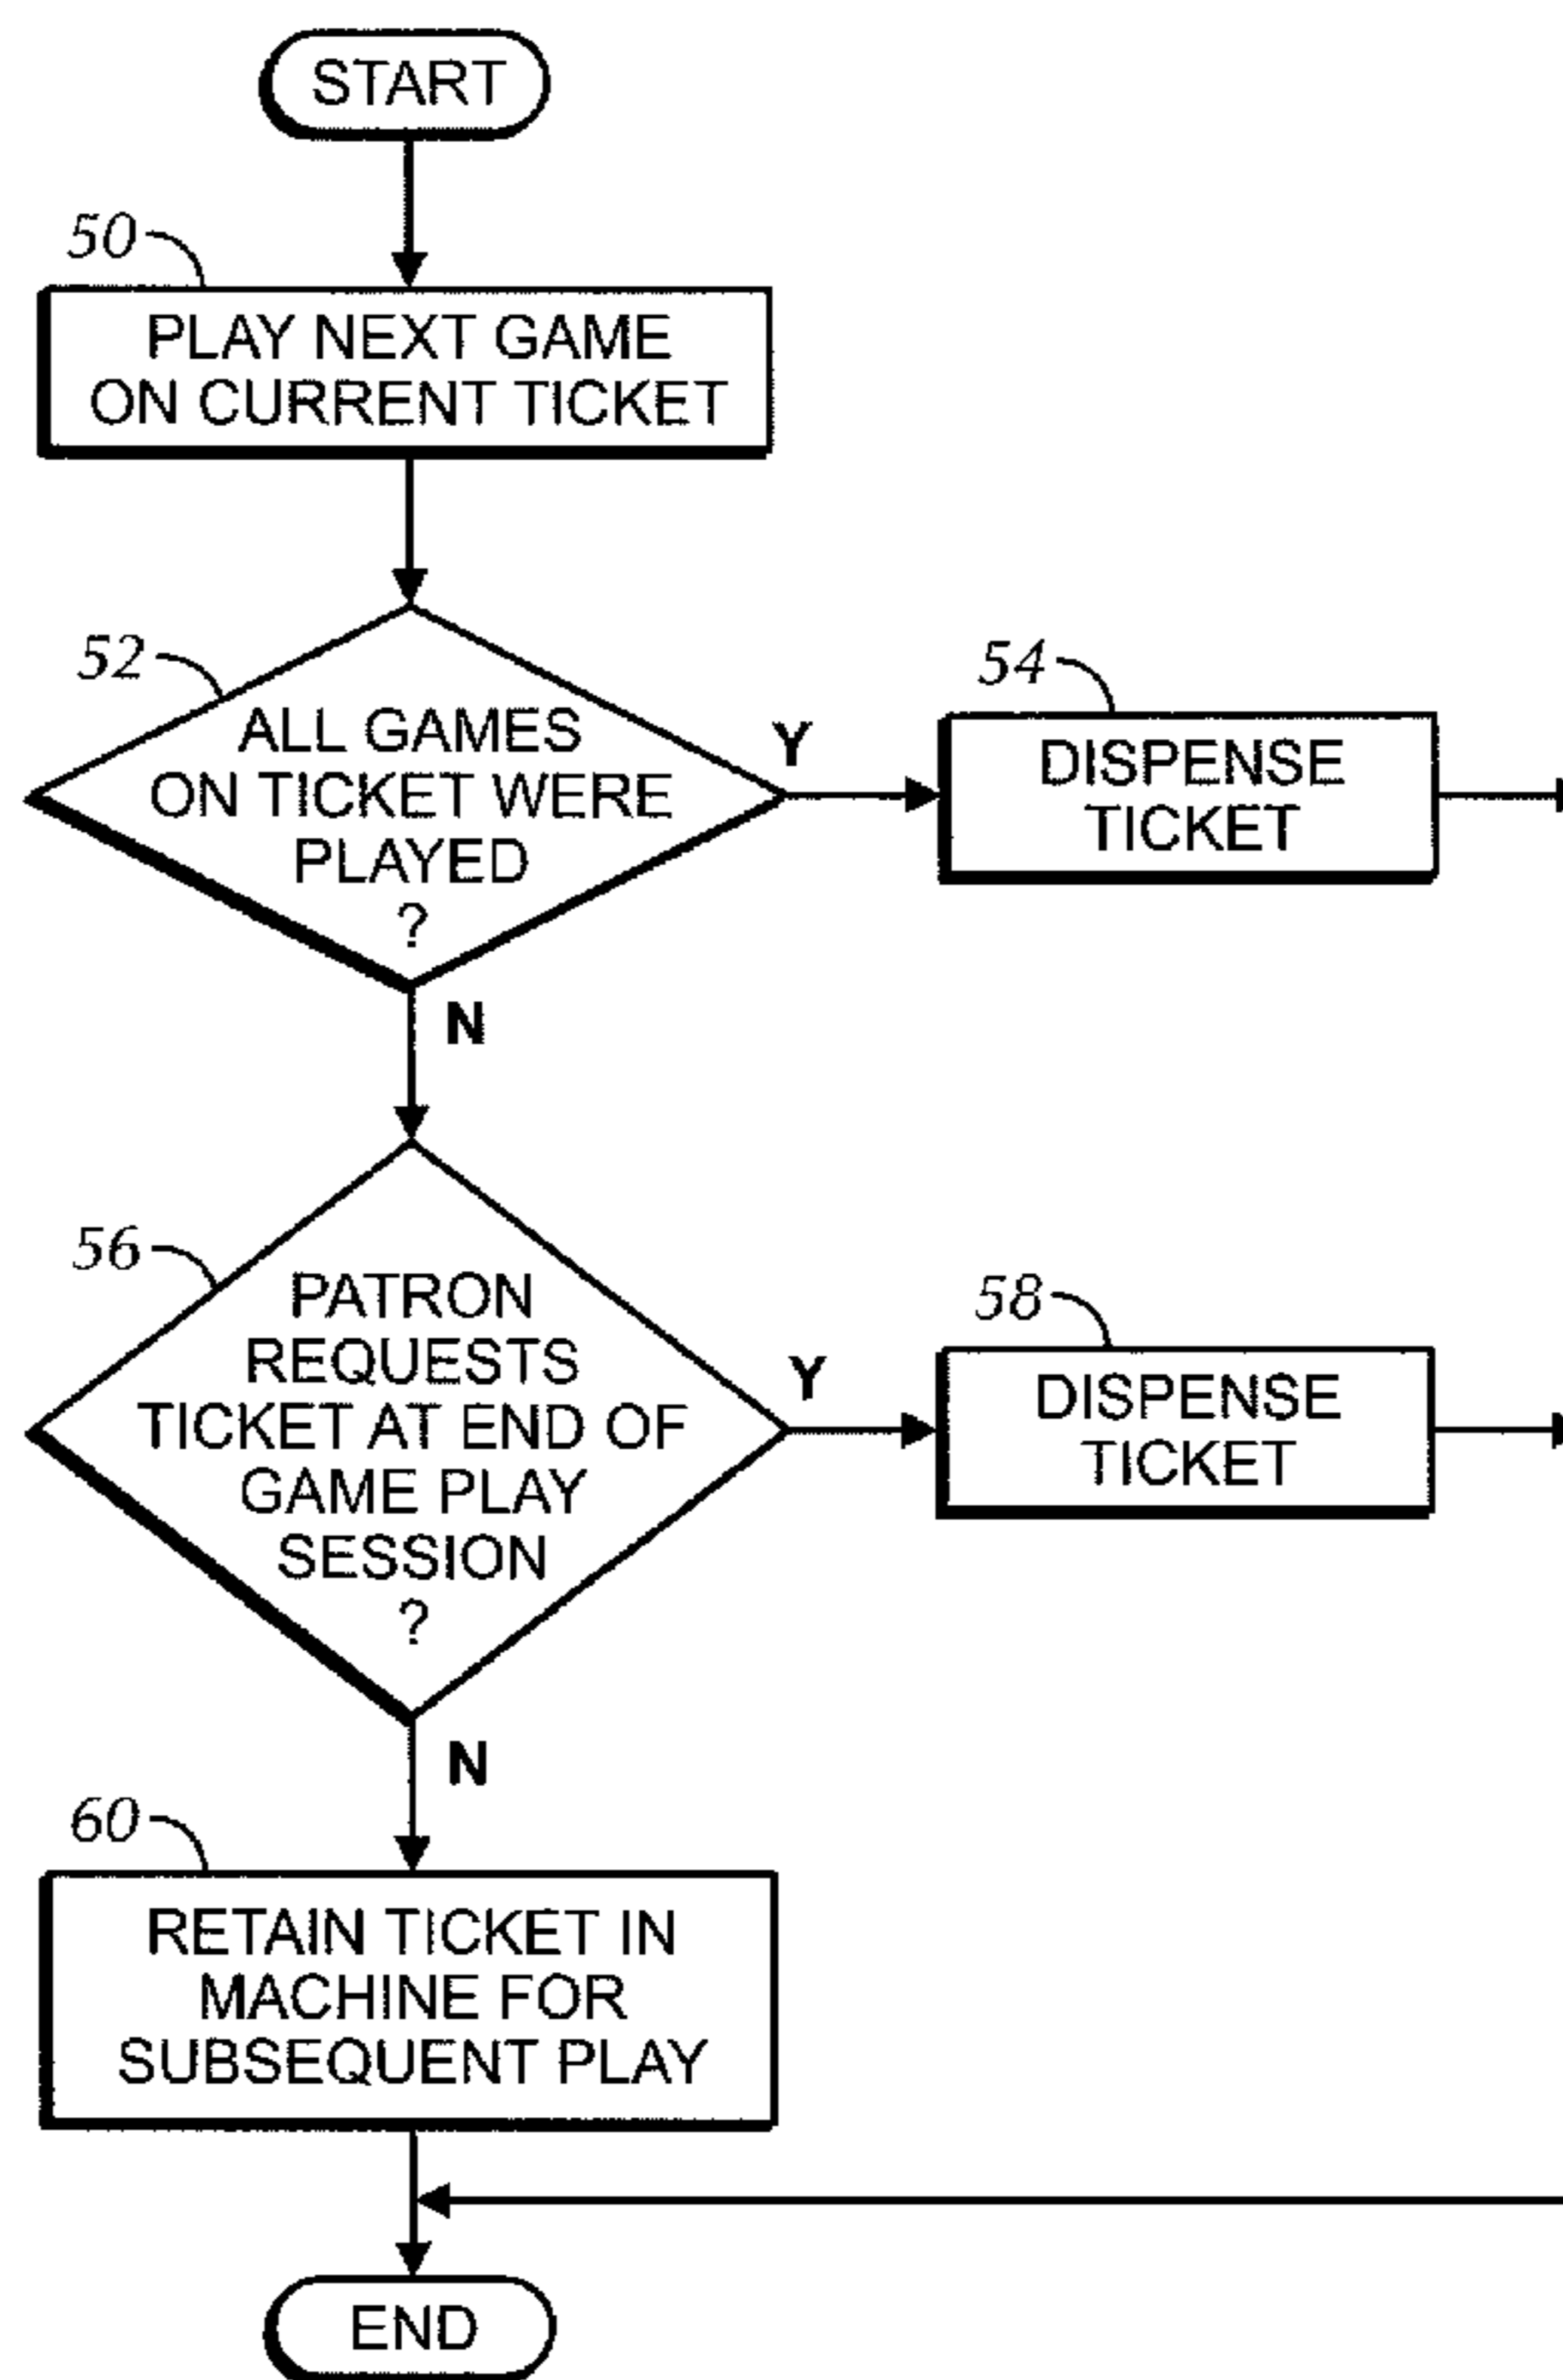 START
50
PLAY NEXT GAME
ON CURRENT TICKET
52
ALL GAMES
ON TICKET WERE
PLAYED
?
Y
54
DISPENSE
TICKET
N
56
PATRON
REQUESTS
TICKET AT END OF
GAME PLAY
SESSION
?
Y
58
DISPENSE
TICKET
N
60
RETAIN TICKET IN
MACHINE FOR
SUBSEQUENT PLAY
END